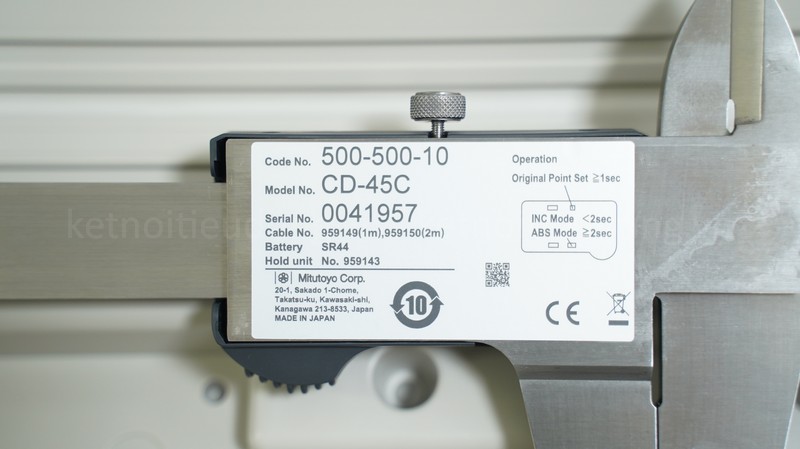 Code No. 500-500-10
Model No. CD-45C
Serial No. 0041957
Cable No. 959149(1m),959150(2m)
Battery SR44
Hold unit No. 959143
Mitutoyo Corp.
20-1, Sakado 1-Chome,
Takatsu-ku, Kawasaki-shi,
Kanagawa 213-8533, Japan
MADE IN JAPAN
10
Operation
Original Point Set ≧1sec
INC Mode <2sec
ABS Mode ≧2sec
CE
ketnoitie